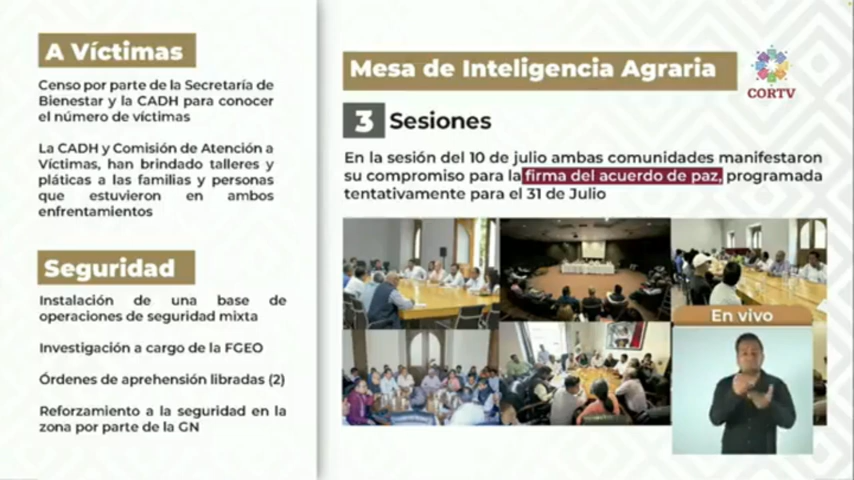 A Víctimas
Censo por parte de la Secretaría de
Bienestar y la CADH para conocer
el número de víctimas
La CADH y Comisión de Atención a
Víctimas, han brindado talleres y
pláticas a las familias y personas
que estuvieron en ambos
enfrentamientos
Seguridad
Instalación de una base de
operaciones de seguridad mixta
Investigación a cargo de la FGEO
Órdenes de aprehensión libradas (2)
Reforzamiento a la seguridad en la
zona por parte de la GN
Mesa de Inteligencia Agraria
CORTV
3 Sesiones
En la sesión del 10 de julio ambas comunidades manifestaron
su compromiso para la firma del acuerdo de paz, programada
tentativamente para el 31 de Julio
En vivo